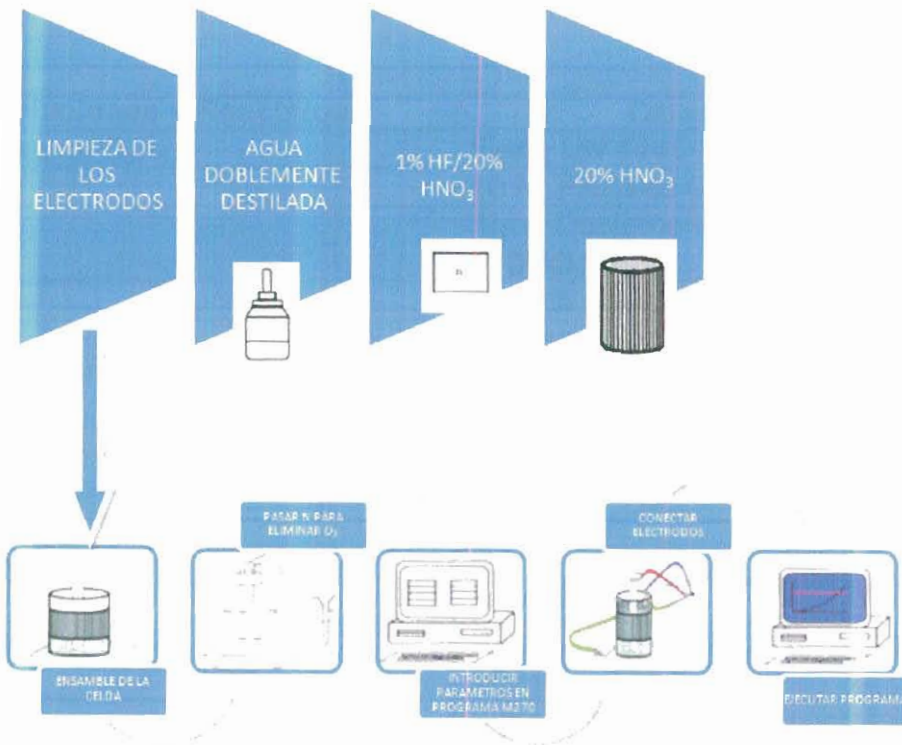 LIMPIEZA DE
LOS
ELECTRODOS
AGUA
DOBLEMENTE
DESTILADA
1% HF/20%
HNO₃
20% HNO₃
PASAR N PARA
ELIMINAR O₂
CONECTAR
ELECTRODOS
ENSAMBLE DE LA
CELDA
INTRODUCIR
PARAMETROS EN
PROGRAMA M270
EJECUTAR PROGRAMA